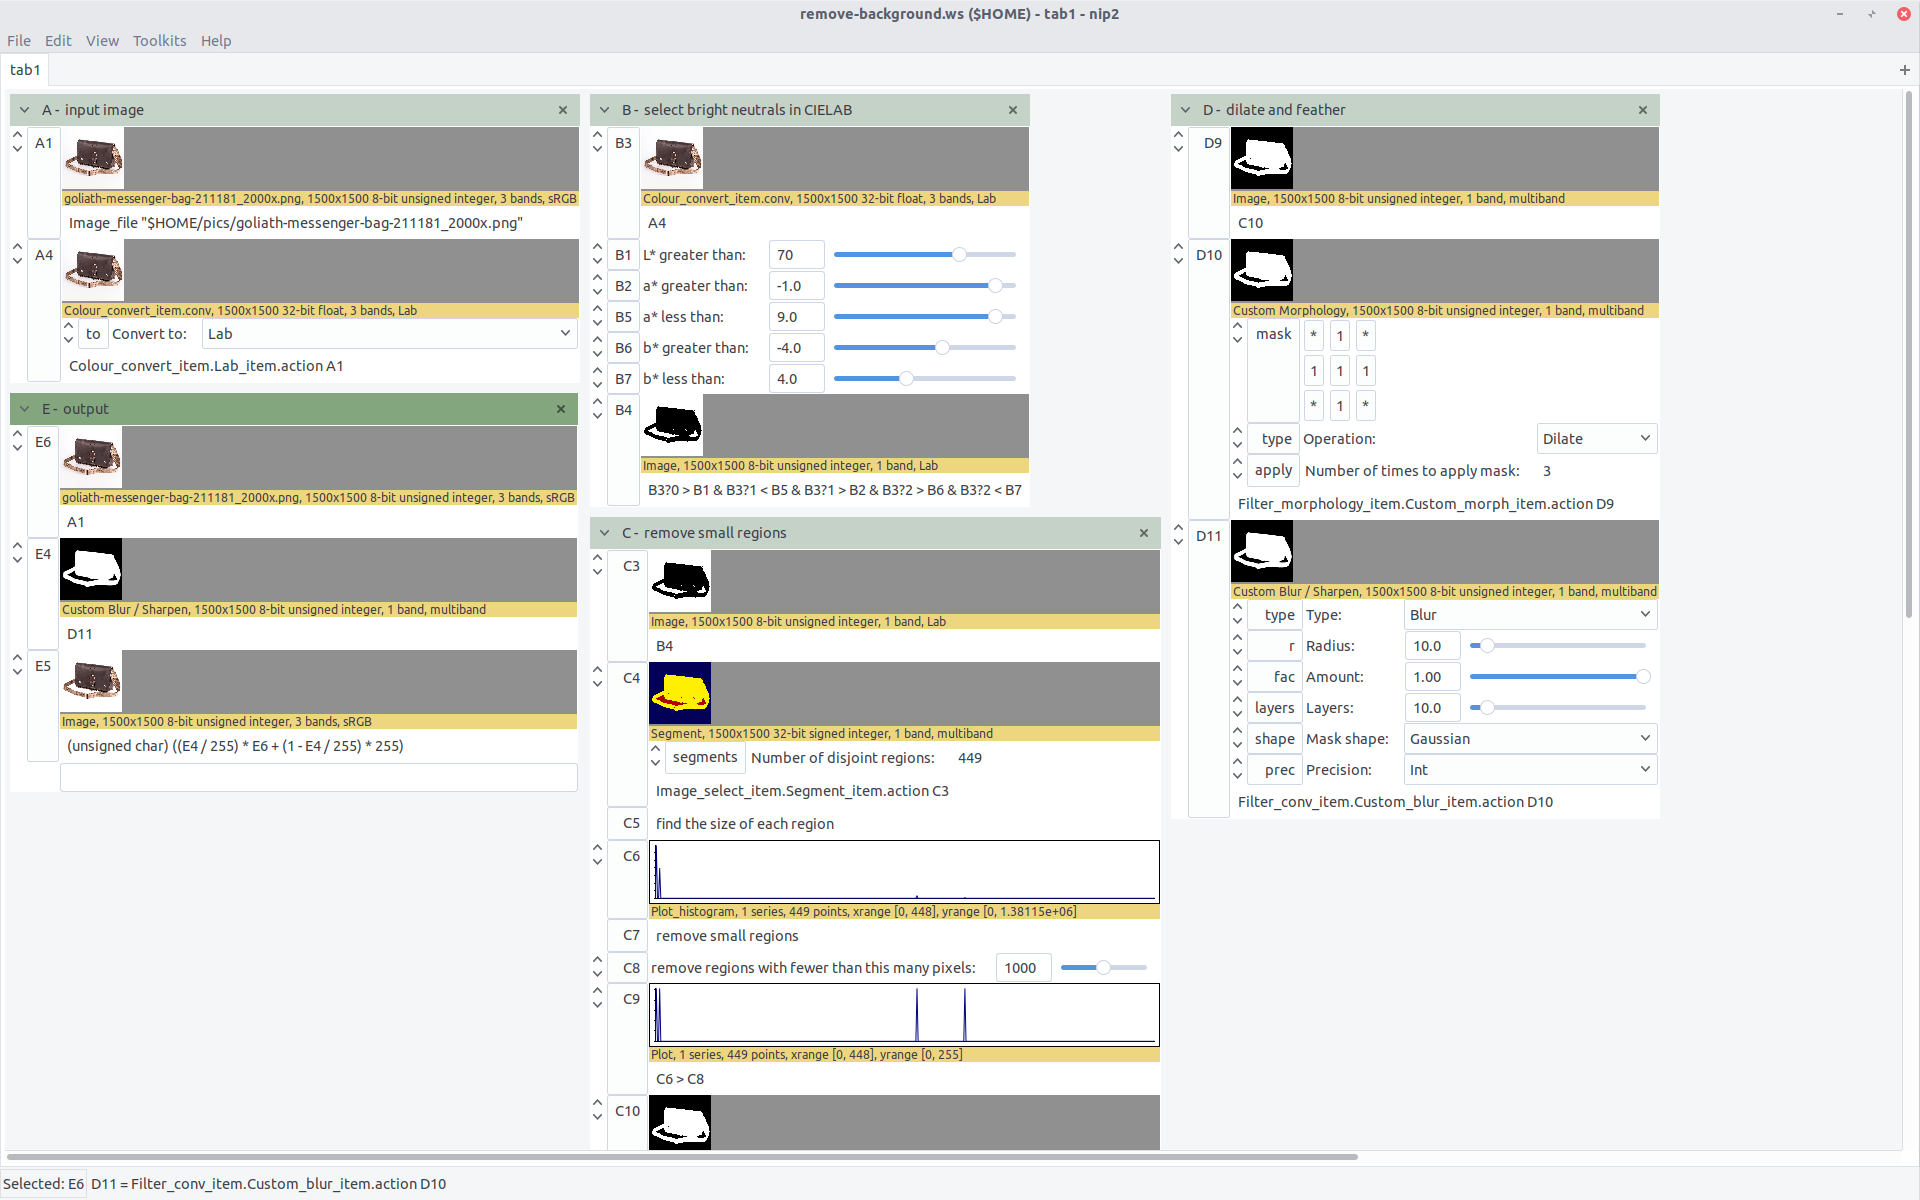 remove-background.ws ($HOME) - tab1 - nip2
File Edit View Toolkits Help
tab1
A - input image
A1
goliath-messenger-bag-211181_2000x.png, 1500x1500 8-bit unsigned integer, 3 bands, sRGB
Image_file "$HOME/pics/goliath-messenger-bag-211181_2000x.png"
A4
Colour_convert_item.conv, 1500x1500 32-bit float, 3 bands, Lab
to Convert to: Lab
Colour_convert_item.Lab_item.action A1
E - output
E6
goliath-messenger-bag-211181_2000x.png, 1500x1500 8-bit unsigned integer, 3 bands, sRGB
A1
E4
Custom Blur / Sharpen, 1500x1500 8-bit unsigned integer, 1 band, multiband
D11
E5
Image, 1500x1500 8-bit unsigned integer, 3 bands, sRGB
(unsigned char) ((E4 / 255) * E6 + (1 - E4 / 255) * 255)
B - select bright neutrals in CIELAB
B3
Colour_convert_item.conv, 1500x1500 32-bit float, 3 bands, Lab
A4
B1 L* greater than: 70
B2 a* greater than: -1.0
B5 a* less than: 9.0
B6 b* greater than: -4.0
B7 b* less than: 4.0
B4
Image, 1500x1500 8-bit unsigned integer, 1 band, Lab
B3?0 > B1 & B3?1 < B5 & B3?1 > B2 & B3?2 > B6 & B3?2 < B7
C - remove small regions
C3
Image, 1500x1500 8-bit unsigned integer, 1 band, Lab
B4
C4
Segment, 1500x1500 32-bit signed integer, 1 band, multiband
segments Number of disjoint regions: 449
Image_select_item.Segment_item.action C3
C5 find the size of each region
C6
Plot_histogram, 1 series, 449 points, xrange [0, 448], yrange [0, 1.38115e+06]
C7 remove small regions
C8 remove regions with fewer than this many pixels: 1000
C9
Plot, 1 series, 449 points, xrange [0, 448], yrange [0, 255]
C6 > C8
C10
D - dilate and feather
D9
Image, 1500x1500 8-bit unsigned integer, 1 band, multiband
C10
D10
Custom Morphology, 1500x1500 8-bit unsigned integer, 1 band, multiband
mask * 1 *
1 1 1
* 1 *
type Operation: Dilate
apply Number of times to apply mask: 3
Filter_morphology_item.Custom_morph_item.action D9
D11
Custom Blur / Sharpen, 1500x1500 8-bit unsigned integer, 1 band, multiband
type Type: Blur
r Radius: 10.0
fac Amount: 1.00
layers Layers: 10.0
shape Mask shape: Gaussian
prec Precision: Int
Filter_conv_item.Custom_blur_item.action D10
Selected: E6 D11 = Filter_conv_item.Custom_blur_item.action D10